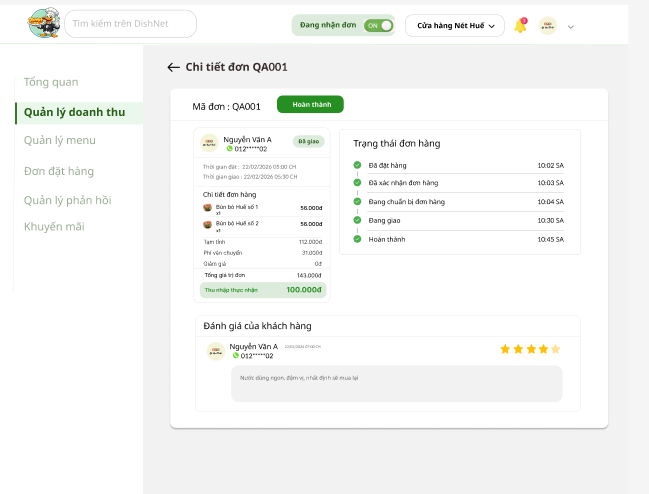 Tìm kiếm trên DishNet
Đang nhận đơn
ON
Cửa hàng Nét Huế
Tổng quan
Quản lý doanh thu
Quản lý menu
Đơn đặt hàng
Quản lý phản hồi
Khuyến mãi
Chi tiết đơn QA001
Mã đơn : QA001
Hoàn thành
Nguyễn Văn A
012*****02
Đã giao
Thời gian đặt : 22/02/2026 05:00 CH
Thời gian giao : 22/02/2026 05:30 CH
Chi tiết đơn hàng
Bún bò Huế số 1
56.000đ
x1
Bún bò Huế số 2
56.000đ
x1
Tạm tính
112.000đ
Phí vận chuyển
31.000đ
Giảm giá
0đ
Tổng giá trị đơn
143.000đ
Thu nhập thực nhận
100.000đ
Trạng thái đơn hàng
Đã đặt hàng
10:02 SA
Đã xác nhận đơn hàng
10:03 SA
Đang chuẩn bị đơn hàng
10:04 SA
Đang giao
10:30 SA
Hoàn thành
10:45 SA
Đánh giá của khách hàng
Nguyễn Văn A
012*****02
Nước dùng ngon, đậm vị, nhất định sẽ mua lại